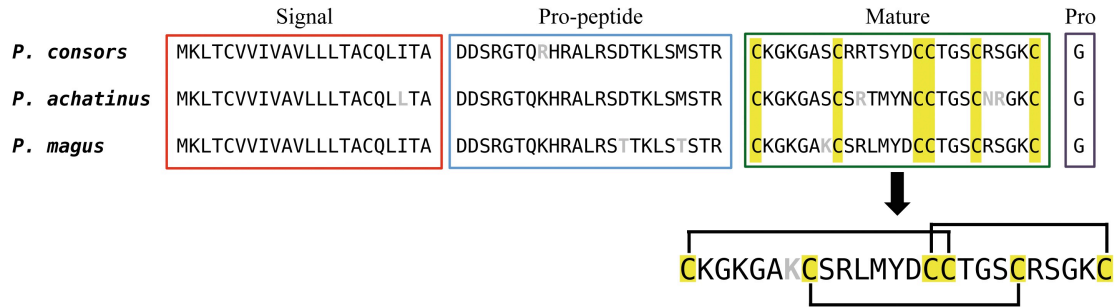 Signal Pro-peptide Mature Pro
P. consors MKLTCVVIVAVLLLTACQLITA DDSRGTQRHRALRSDTKLSMSTR CKGKGASCRRTSYDCCTGSCRSGKC G
P. achatinus MKLTCVVIVAVLLLTACQLLTA DDSRGTQKHRALRSDTKLSMSTR CKGKGASCSRTMYNCCTGSCNRGKC G
P. magus MKLTCVVIVAVLLLTACQLITA DDSRGTQKHRALRSTTKLSTSTR CKGKGAKCSRLMYDCCTGSCRSGKC G
CKGKGAKCSRLMYDCCTGSCRSGKC